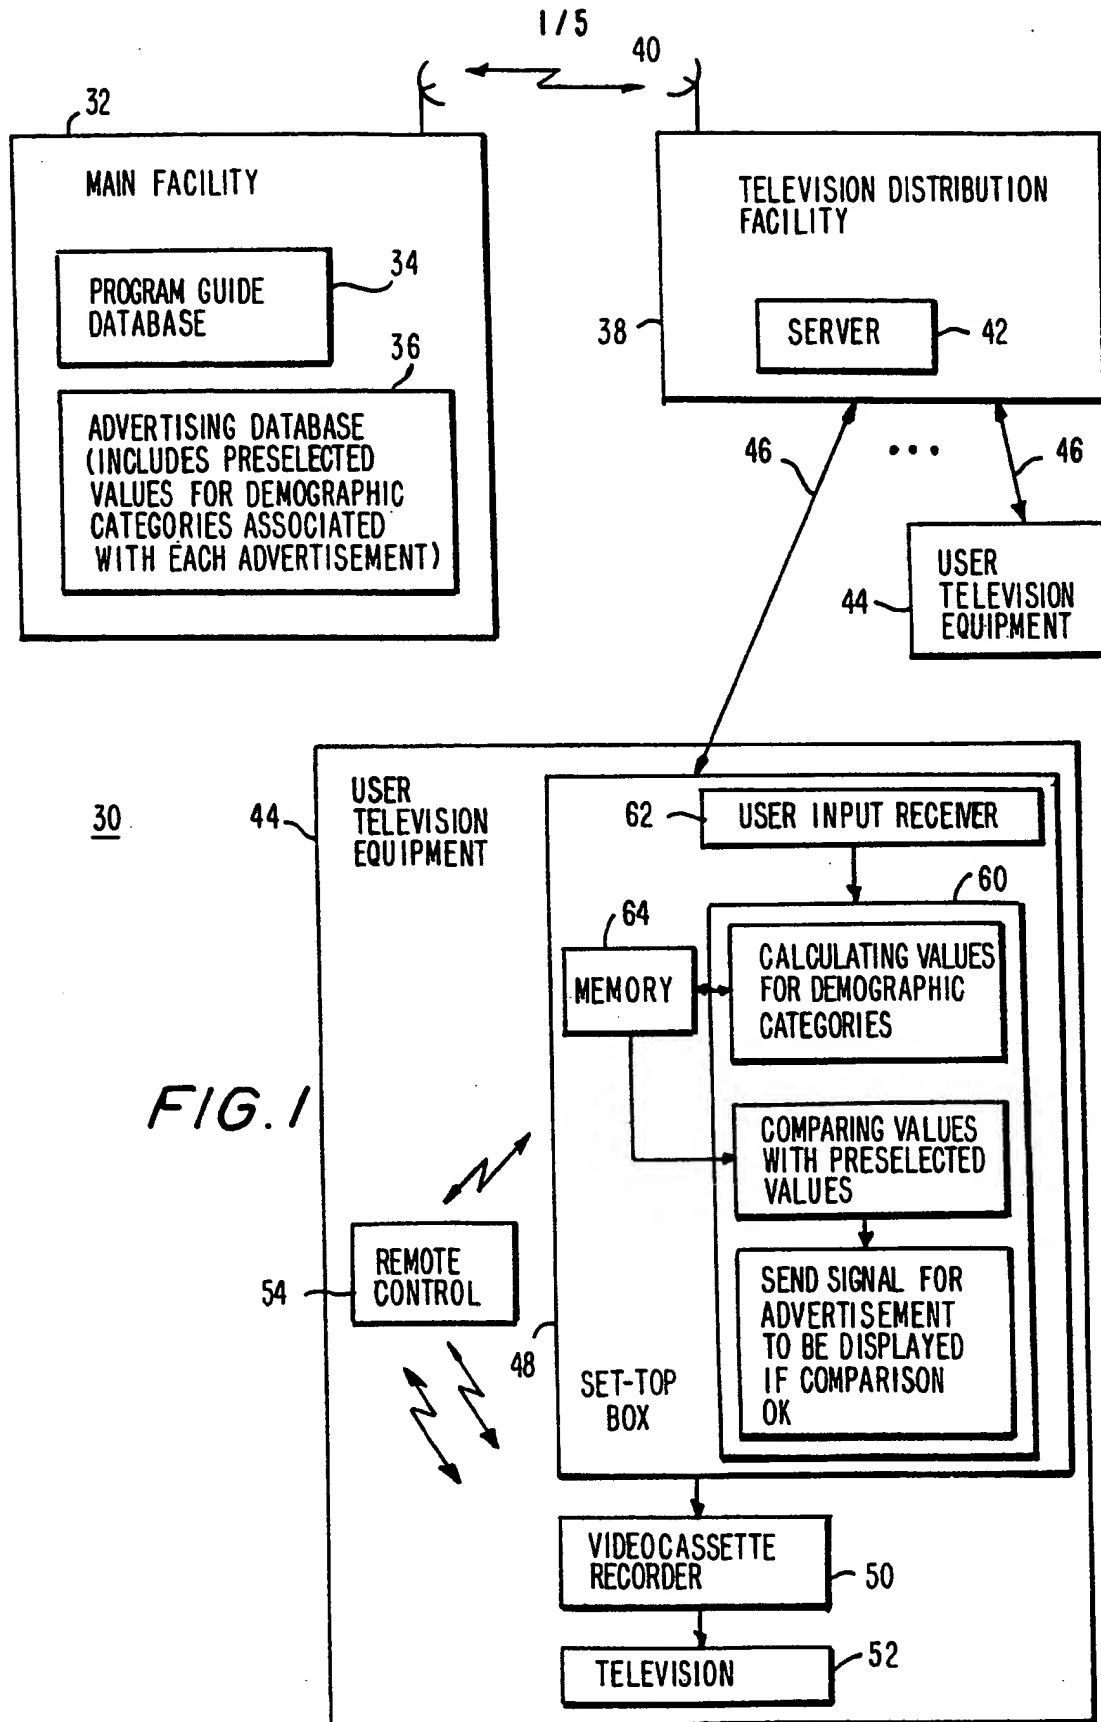 1/5
40
32
MAIN FACILITY
34
PROGRAM GUIDE
DATABASE
36
ADVERTISING DATABASE
(INCLUDES PRESELECTED
VALUES FOR DEMOGRAPHIC
CATEGORIES ASSOCIATED
WITH EACH ADVERTISEMENT)
TELEVISION DISTRIBUTION
FACILITY
38
SERVER
42
46
• • •
46
44
USER
TELEVISION
EQUIPMENT
30
44
USER
TELEVISION
EQUIPMENT
62
USER INPUT RECEIVER
60
64
MEMORY
CALCULATING VALUES
FOR DEMOGRAPHIC
CATEGORIES
FIG. 1
COMPARING VALUES
WITH PRESELECTED
VALUES
54
REMOTE
CONTROL
SEND SIGNAL FOR
ADVERTISEMENT
TO BE DISPLAYED
IF COMPARISON
OK
48
SET-TOP
BOX
VIDEOCASSETTE
RECORDER
50
TELEVISION
52